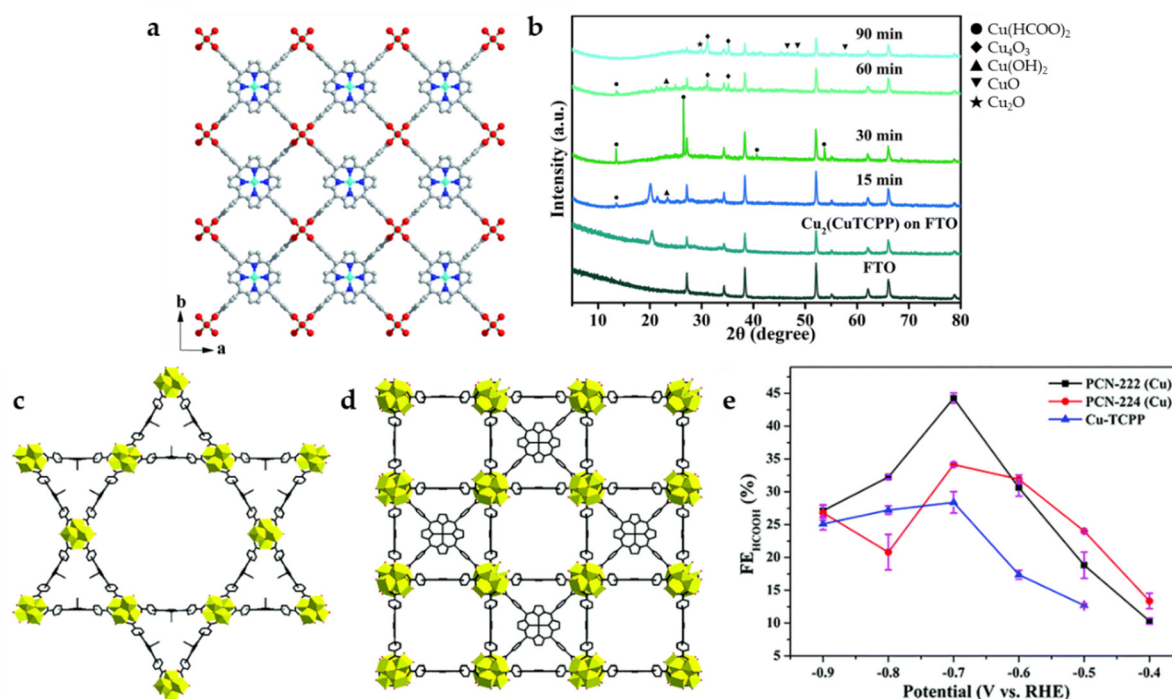 a
b
a
b
90 min
60 min
30 min
15 min
Cu₂(CuTCPP) on FTO
FTO
Intensity (a.u.)
10 20 30 40 50 60 70 80
2θ (degree)
Cu(HCOO)₂
Cu₄O₃
Cu(OH)₂
CuO
Cu₂O
c
d
e
PCN-222 (Cu)
PCN-224 (Cu)
Cu-TCPP
FE_HCOOH (%)
45
40
35
30
25
20
15
10
5
-0.9 -0.8 -0.7 -0.6 -0.5 -0.4
Potential (V vs. RHE)